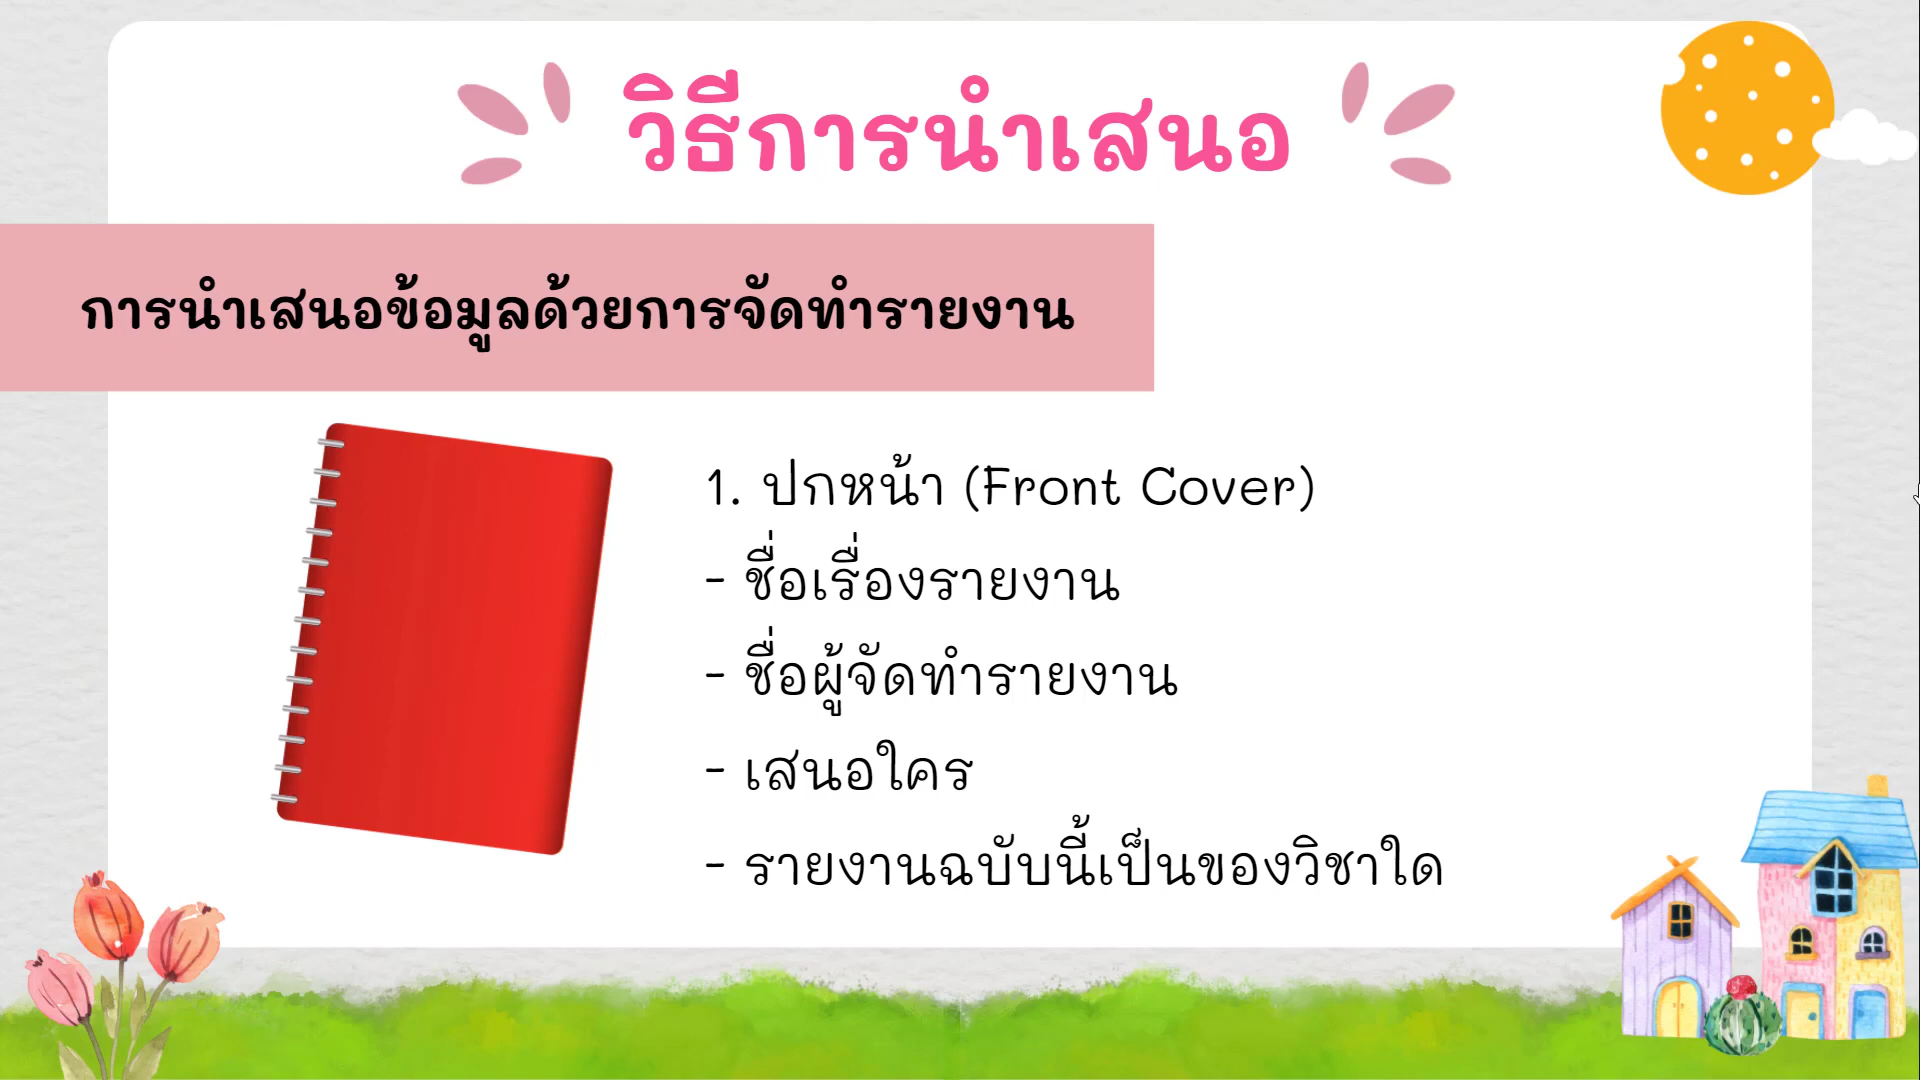 วิธีการนำเสนอ
การนำเสนอข้อมูลด้วยการจัดทำรายงาน
1. ปกหน้า (Front Cover)
- ชื่อเรื่องรายงาน
- ชื่อผู้จัดทำรายงาน
- เสนอใคร
- รายงานฉบับนี้เป็นของวิชาใด